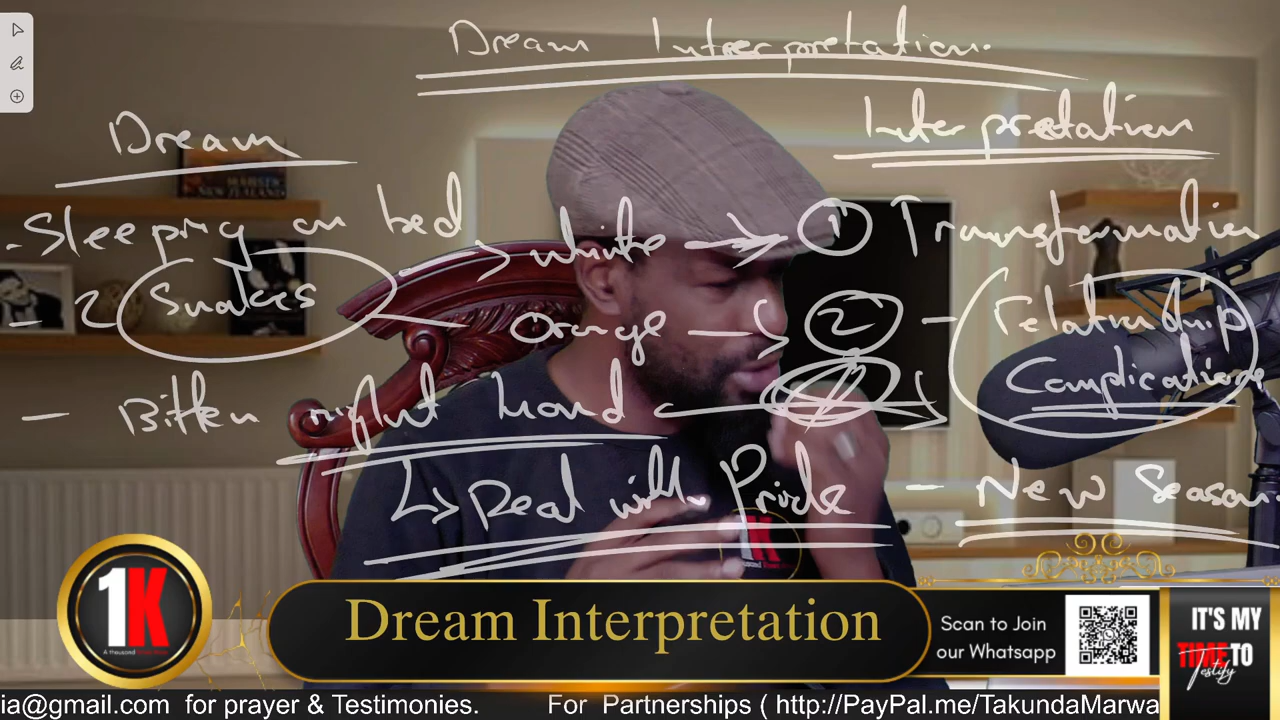 Dream Interpretation.
Dream
Interpretation
- Sleeping on bed
white → ① Transformation
- 2 Snakes
Orange → ② - relationship
Complications
- Bitten right hand
↳ Deal with Pride
- New Season
1K
A thousand
1K
Dream Interpretation
Scan to Join
our Whatsapp
IT'S MY
TIME TO
Testify
ia@gmail.com for prayer & Testimonies. For Partnerships ( http://PayPal.me/TakundaMarwa